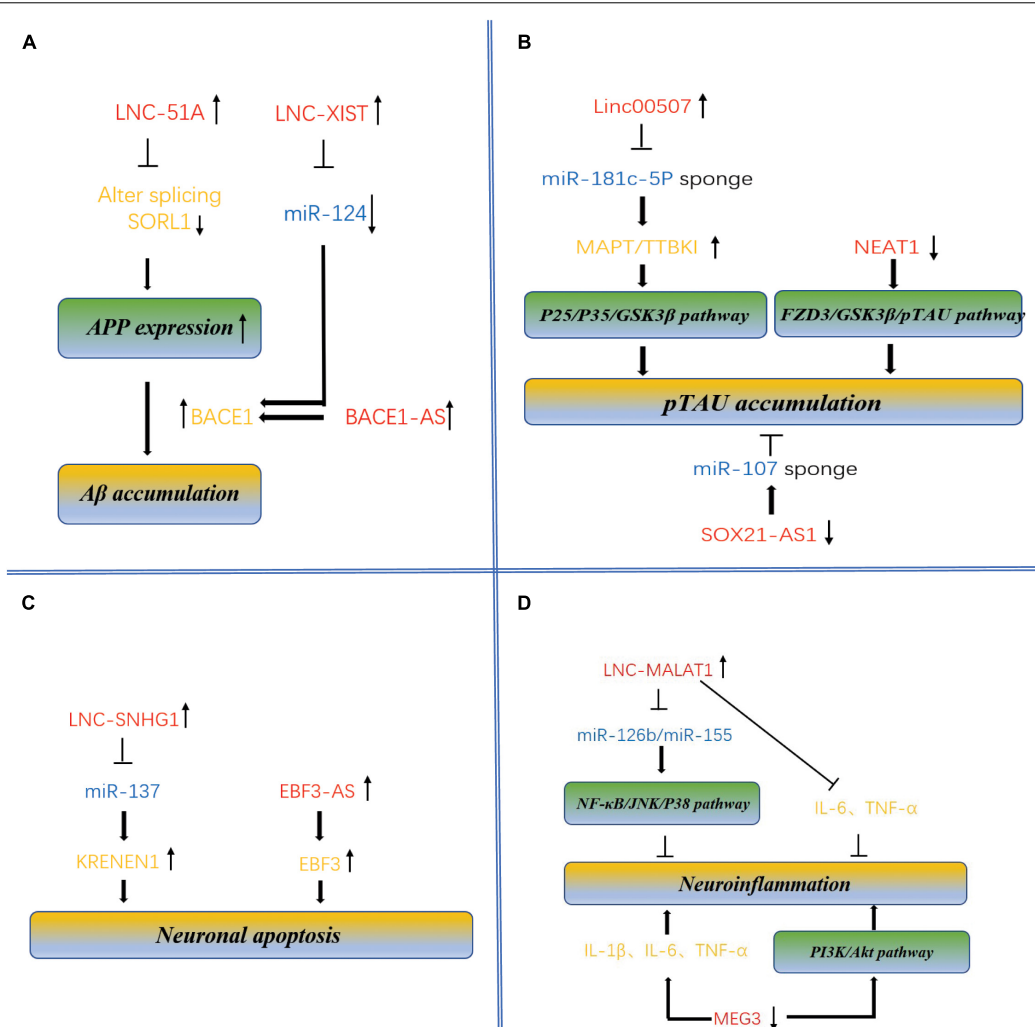 A
LNC-51A
LNC-XIST
Alter splicing
SORL1
miR-124
APP expression
BACE1
BACE1-AS
Aβ accumulation
B
Linc00507
miR-181c-5P sponge
MAPT/TTBKI
NEAT1
P25/P35/GSK3β pathway
FZD3/GSK3β/pTAU pathway
pTAU accumulation
miR-107 sponge
SOX21-AS1
C
LNC-SNHG1
miR-137
EBF3-AS
KRENEN1
EBF3
Neuronal apoptosis
D
LNC-MALAT1
miR-126b/miR-155
NF-κB/JNK/P38 pathway
IL-6、TNF-α
Neuroinflammation
IL-1β、IL-6、TNF-α
PI3K/Akt pathway
MEG3